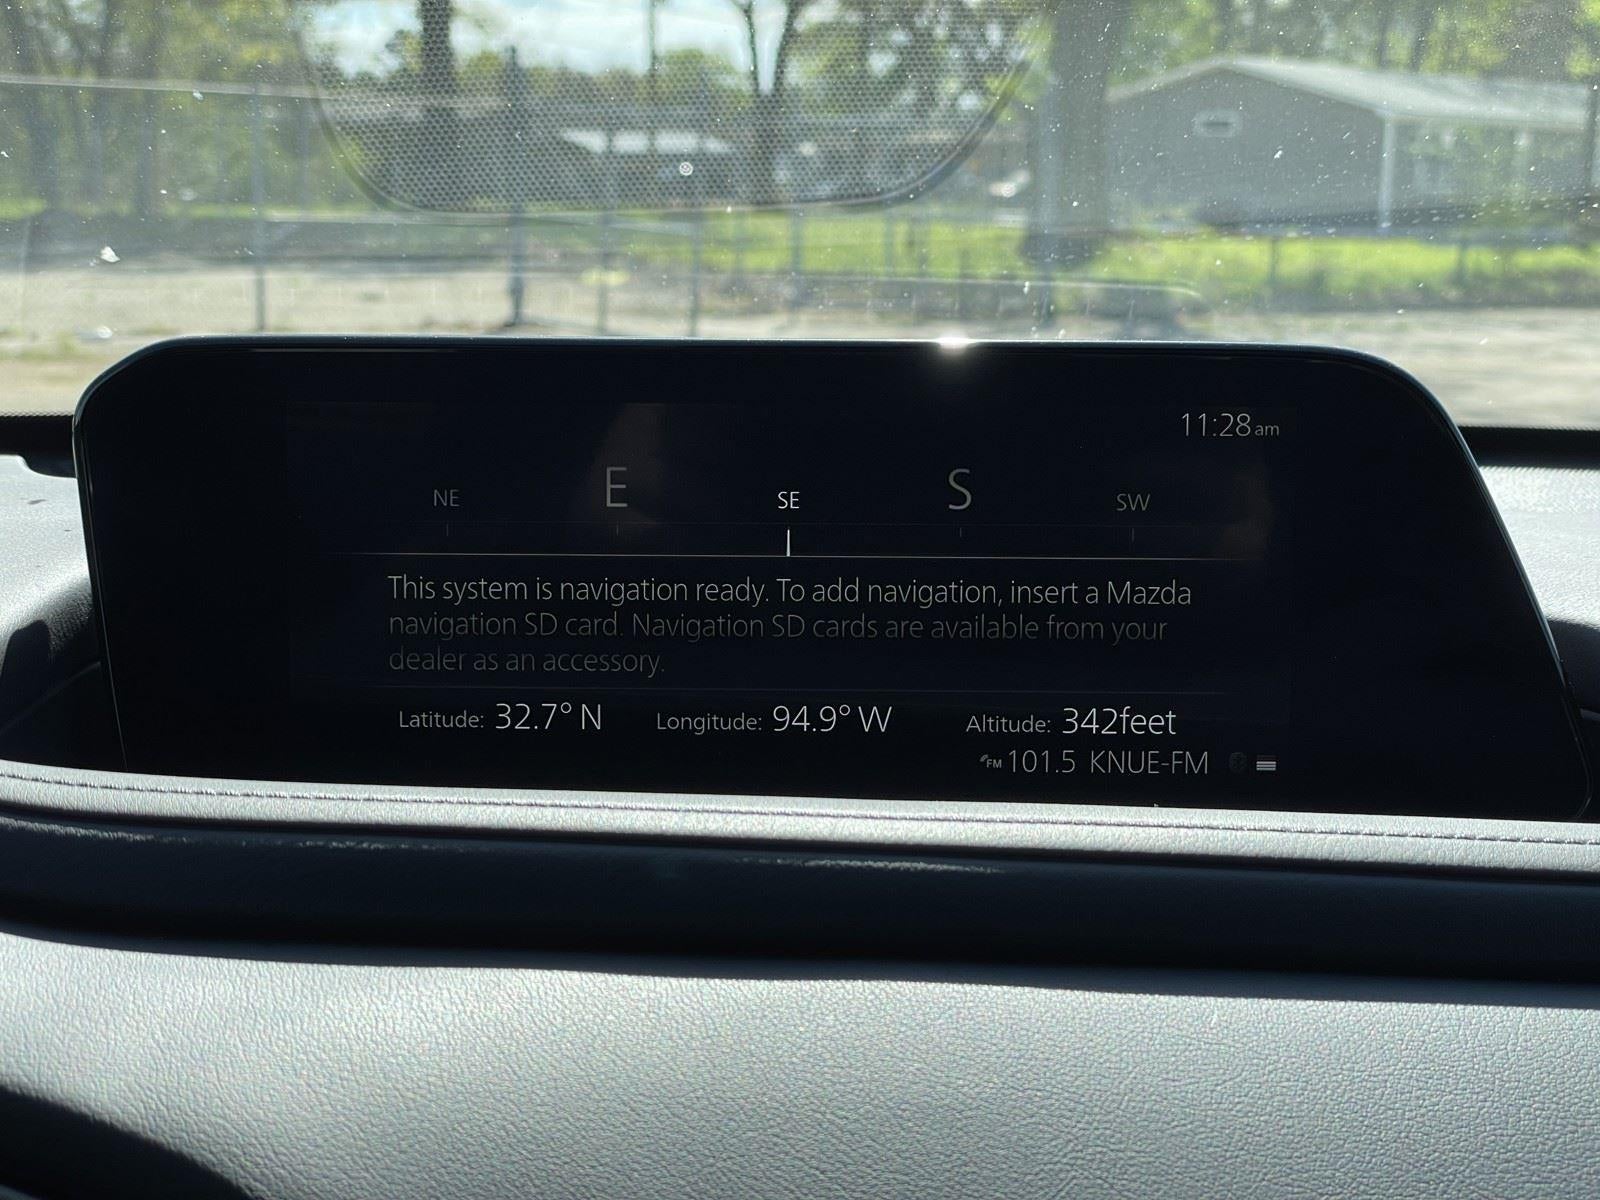 11:28am
NE E SE S SW
This system is navigation ready. To add navigation, insert a Mazda
navigation SD card. Navigation SD cards are available from your
dealer as an accessory.
Latitude: 32.7° N Longitude: 94.9° W Altitude: 342feet
FM 101.5 KNUE-FM